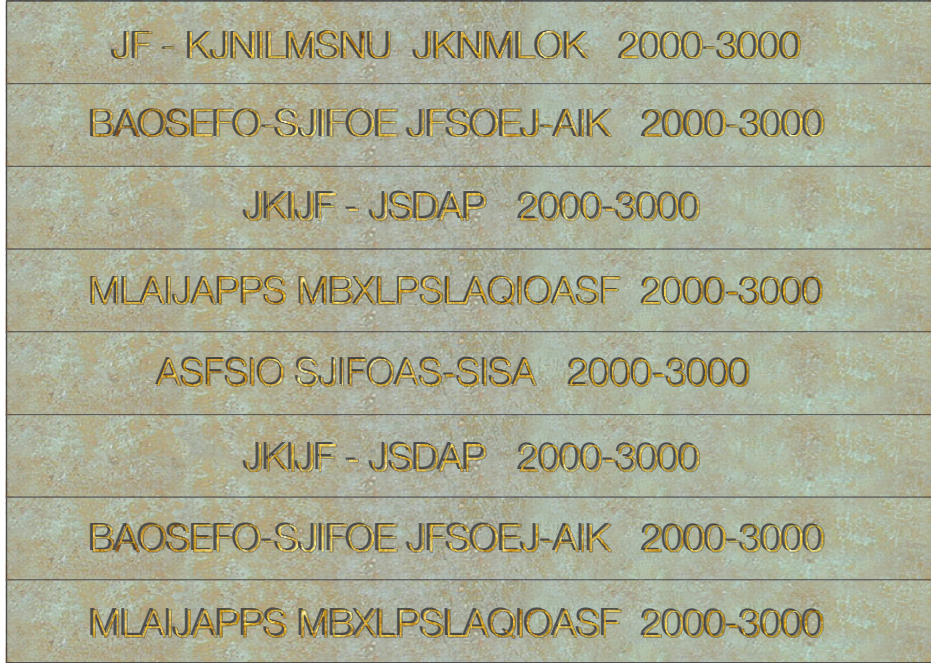 JF - KJNILMSNU JKNMLOK 2000-3000
BAOSEFO-SJIFOE JFSOEJ-AIK 2000-3000
JKIJF - JSDAP 2000-3000
MLAIJAPPS MBXLPSLAQIOASF 2000-3000
ASFSIO SJIFOAS-SISA 2000-3000
JKIJF - JSDAP 2000-3000
BAOSEFO-SJIFOE JFSOEJ-AIK 2000-3000
MLAIJAPPS MBXLPSLAQIOASF 2000-3000